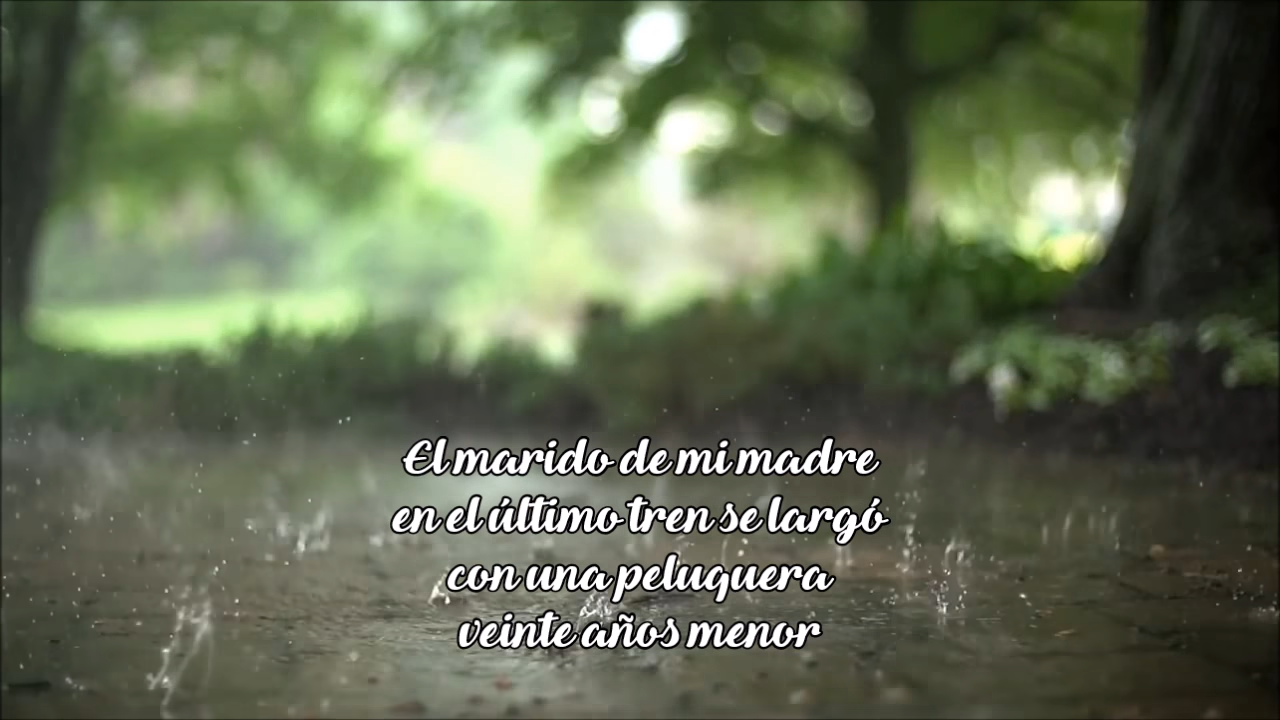 El marido de mi madre
en el último tren se largó
con una peluquera
veinte años menor